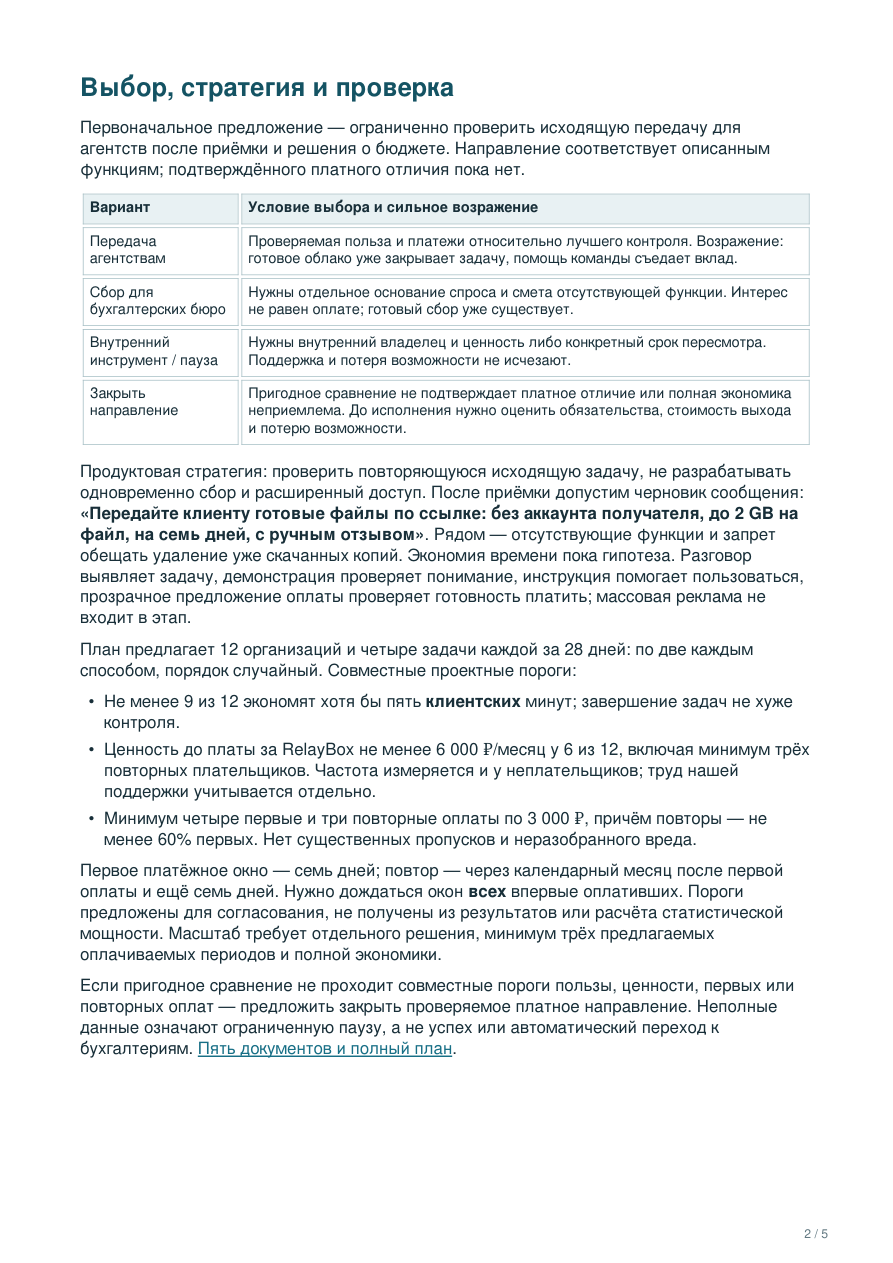 Выбор, стратегия и проверка
Первоначальное предложение — ограниченно проверить исходящую передачу для
агентств после приёмки и решения о бюджете. Направление соответствует описанным
функциям; подтверждённого платного отличия пока нет.
Вариант
Условие выбора и сильное возражение
Передача
агентствам
Проверяемая польза и платежи относительно лучшего контроля. Возражение:
готовое облако уже закрывает задачу, помощь команды съедает вклад.
Сбор для
бухгалтерских бюро
Нужны отдельное основание спроса и смета отсутствующей функции. Интерес
не равен оплате; готовый сбор уже существует.
Внутренний
инструмент / пауза
Нужны внутренний владелец и ценность либо конкретный срок пересмотра.
Поддержка и потеря возможности не исчезают.
Закрыть
направление
Пригодное сравнение не подтверждает платное отличие или полная экономика
неприемлема. До исполнения нужно оценить обязательства, стоимость выхода
и потерю возможности.
Продуктовая стратегия: проверить повторяющуюся исходящую задачу, не разрабатывать
одновременно сбор и расширенный доступ. После приёмки допустим черновик сообщения:
«Передайте клиенту готовые файлы по ссылке: без аккаунта получателя, до 2 GB на
файл, на семь дней, с ручным отзывом». Рядом — отсутствующие функции и запрет
обещать удаление уже скачанных копий. Экономия времени пока гипотеза. Разговор
выявляет задачу, демонстрация проверяет понимание, инструкция помогает пользоваться,
прозрачное предложение оплаты проверяет готовность платить; массовая реклама не
входит в этап.
План предлагает 12 организаций и четыре задачи каждой за 28 дней: по две каждым
способом, порядок случайный. Совместные проектные пороги:
• Не менее 9 из 12 экономят хотя бы пять клиентских минут; завершение задач не хуже
контроля.
• Ценность до платы за RelayBox не менее 6 000 ₽/месяц у 6 из 12, включая минимум трёх
повторных плательщиков. Частота измеряется и у неплательщиков; труд нашей
поддержки учитывается отдельно.
• Минимум четыре первые и три повторные оплаты по 3 000 ₽, причём повторы — не
менее 60% первых. Нет существенных пропусков и неразобранного вреда.
Первое платёжное окно — семь дней; повтор — через календарный месяц после первой
оплаты и ещё семь дней. Нужно дождаться окон всех впервые оплативших. Пороги
предложены для согласования, не получены из результатов или расчёта статистической
мощности. Масштаб требует отдельного решения, минимум трёх предлагаемых
оплачиваемых периодов и полной экономики.
Если пригодное сравнение не проходит совместные пороги пользы, ценности, первых или
повторных оплат — предложить закрыть проверяемое платное направление. Неполные
данные означают ограниченную паузу, а не успех или автоматический переход к
бухгалтериям. Пять документов и полный план.
2 / 5